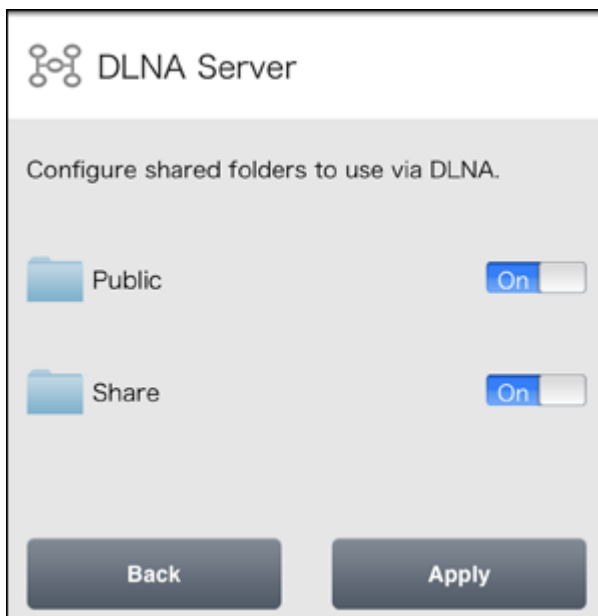 DLNA Server
Configure shared folders to use via DLNA.
Public On
Share On
Back Apply